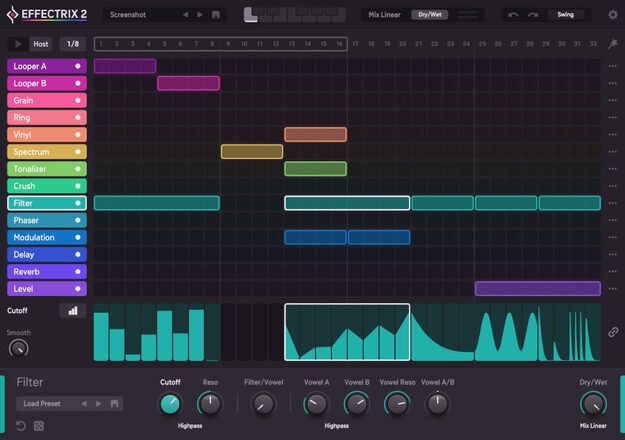 EFFECTRIX 2 Screenshot Mix Linear Dry/Wet Swing
Host 1/8 1 2 3 4 5 6 7 8 9 10 11 12 13 14 15 16 17 18 19 20 21 22 23 24 25 26 27 28 29 30 31 32
Looper A
Looper B
Grain
Ring
Vinyl
Spectrum
Tonalizer
Crush
Filter
Phaser
Modulation
Delay
Reverb
Level
Cutoff
Smooth
Filter Cutoff Reso Filter/Vowel Vowel A Vowel B Vowel Reso Vowel A/B Dry/Wet
Load Preset
Highpass Highpass Mix Linear